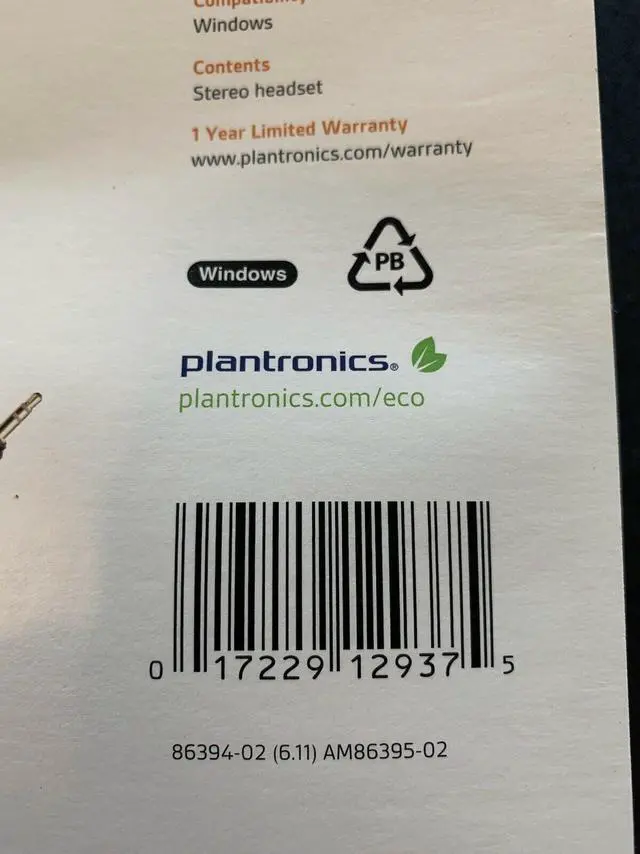 Compatibility
Windows
Contents
Stereo headset
1 Year Limited Warranty
www.plantronics.com/warranty
Windows
PB
plantronics®
plantronics.com/eco
0 17229 12937 5
86394-02 (6.11) AM86395-02